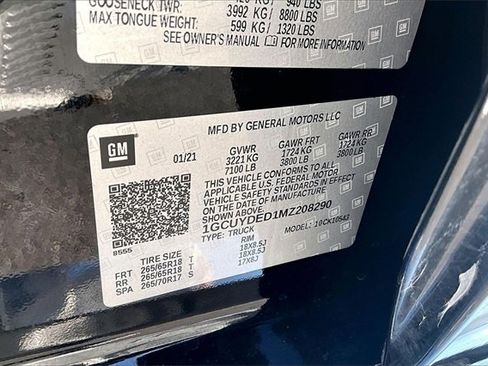 GOOSENECK TWR: 3992 KG/ 8800 LBS
MAX TONGUE WEIGHT: 599 KG/ 1320 LBS
SEE OWNER'S MANUAL FOR MORE INFORMATION
GM
MFD BY GENERAL MOTORS LLC
01/21 GVWR GAWR FRT GAWR RR
3221 KG 1724 KG 1724 KG
7100 LB 3800 LB 3800 LB
THIS VEHICLE CONFORMS TO ALL
APPLICABLE U.S. FEDERAL MOTOR
VEHICLE SAFETY STANDARDS IN EFFECT
ON THE DATE OF MANUFACTURE
SHOWN ABOVE.
1GCUYDED1MZ208290
TYPE: TRUCK MODEL: 10CK10543
8555
TIRE SIZE RIM
FRT 265/65R18 T 18X8.5J
RR 265/65R18 T 18X8.5J
SPA 265/70R17 S 17X8J